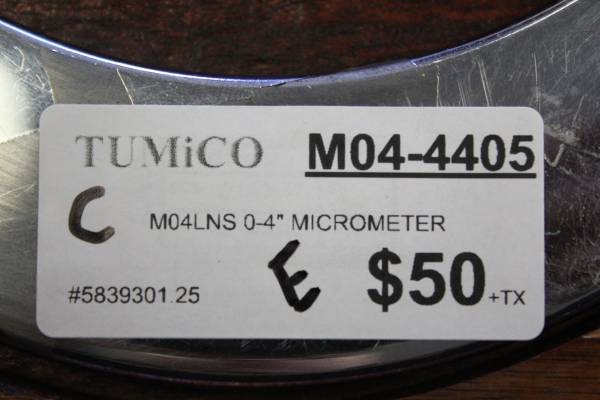 TUMiCO M04-4405
C M04LNS 0-4" MICROMETER
#5839301.25 E $50 +TX